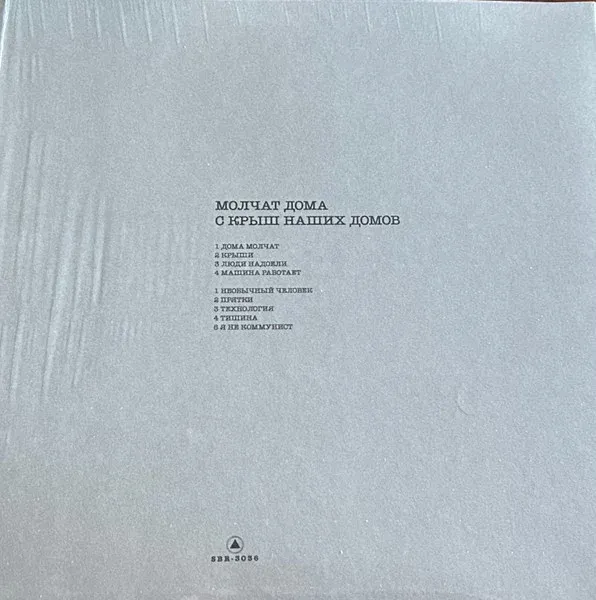 МОЛЧАТ ДОМА
С КРЫШ НАШИХ ДОМОВ
1 ДОМА МОЛЧАТ
2 КРЫШИ
3 ЛЮДИ НАДОЕЛИ
4 МАШИНА РАБОТАЕТ
1 НЕОБЫЧНЫЙ ЧЕЛОВЕК
2 ПРЯТКИ
3 ТЕХНОЛОГИЯ
4 ТИШИНА
5 Я НЕ КОММУНИСТ
SBR-3036